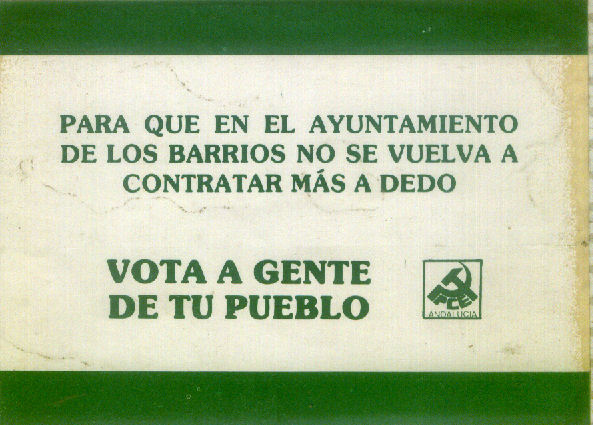 PARA QUE EN EL AYUNTAMIENTO
DE LOS BARRIOS NO SE VUELVA A
CONTRATAR MÁS A DEDO
VOTA A GENTE
DE TU PUEBLO
PCE
ANDALUCIA